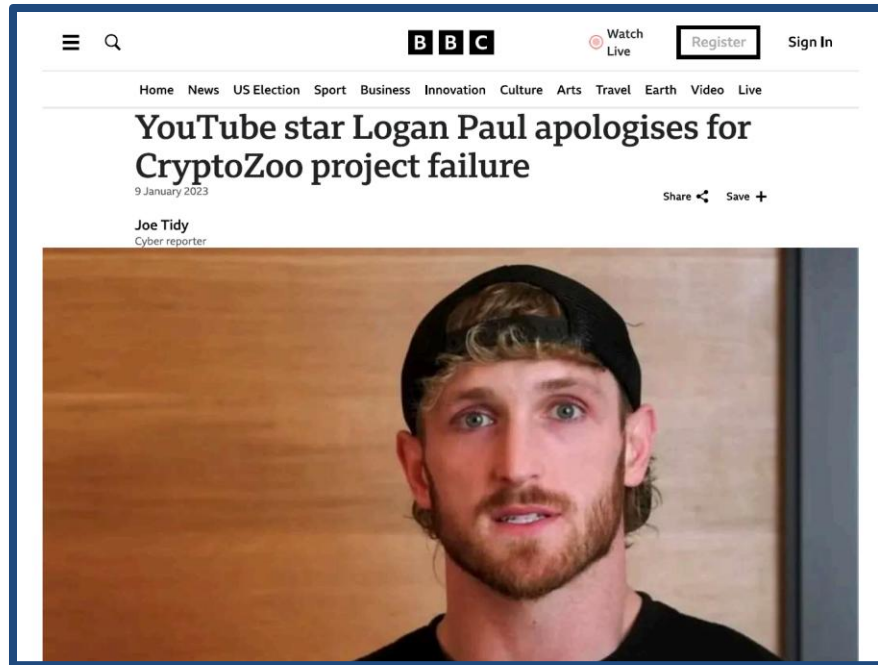 BBC
Watch
Live
Register
Sign In
Home News US Election Sport Business Innovation Culture Arts Travel Earth Video Live
YouTube star Logan Paul apologises for
CryptoZoo project failure
9 January 2023
Share Save
Joe Tidy
Cyber reporter